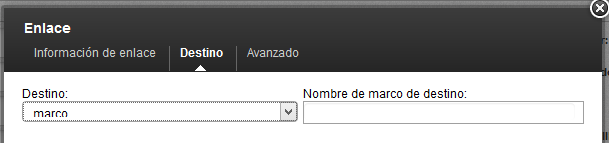 Enlace
Información de enlace Destino Avanzado
Destino: Nombre de marco de destino:
marco